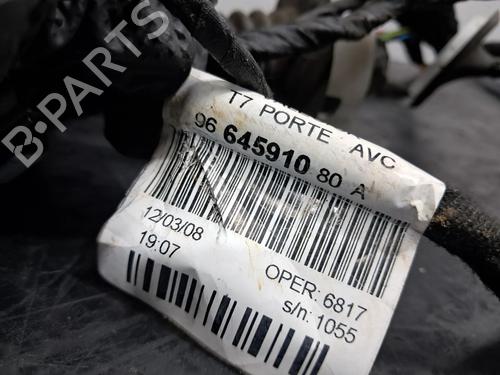 T7 PORTE AVC
96 645910 80 A
12/03/08
19:07
OPER: 6817
s/n: 1055
B-PARTS